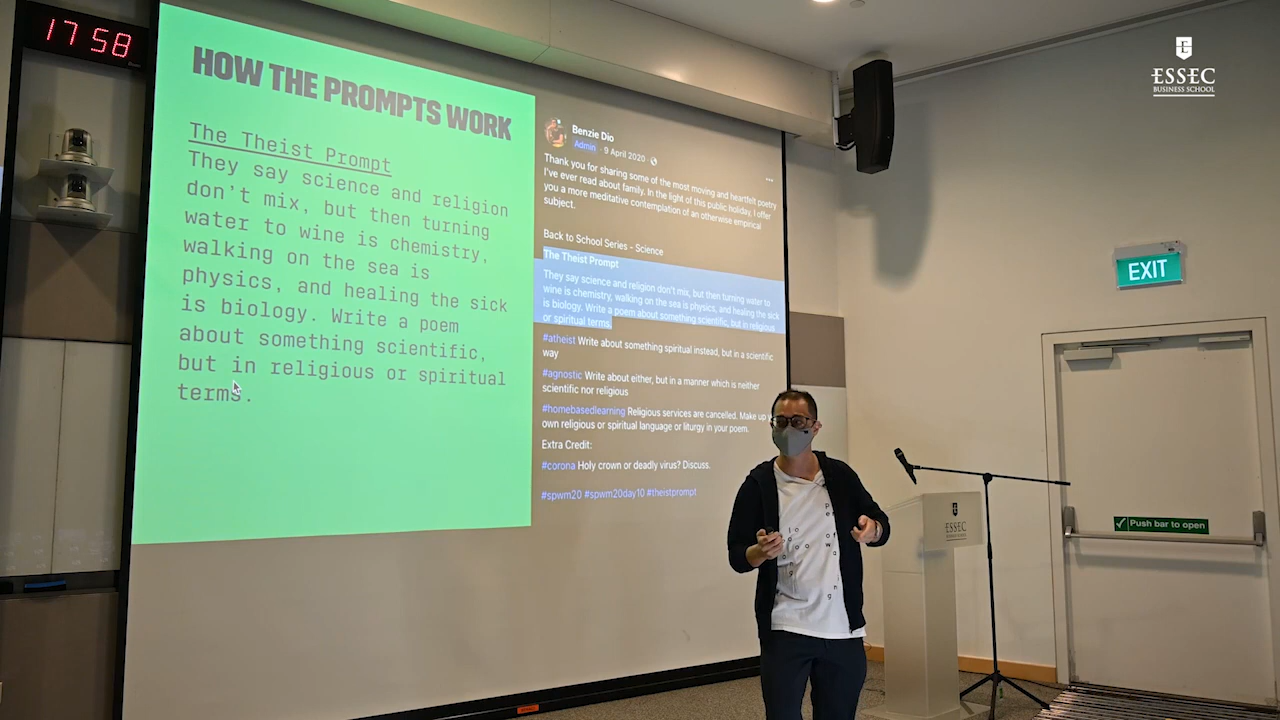 17 58
HOW THE PROMPTS WORK
The Theist Prompt
They say science and religion
don't mix, but then turning
water to wine is chemistry,
walking on the sea is
physics, and healing the sick
is biology. Write a poem
about something scientific,
but in religious or spiritual
terms.
Benzie Dio
Admin · 9 April 2020 ·
Thank you for sharing some of the most moving and heartfelt poetry
I've ever read about family. In the light of this public holiday, I offer
you a more meditative contemplation of an otherwise empirical
subject.
Back to School Series - Science
The Theist Prompt
They say science and religion don't mix, but then turning water to
wine is chemistry, walking on the sea is physics, and healing the sick
is biology. Write a poem about something scientific, but in religious
or spiritual terms.
#atheist Write about something spiritual instead, but in a scientific
way
#agnostic Write about either, but in a manner which is neither
scientific nor religious
#homebasedlearning Religious services are cancelled. Make up
own religious or spiritual language or liturgy in your poem.
Extra Credit:
#corona Holy crown or deadly virus? Discuss.
#spwm20 #spwm20day10 #theistprompt
ESSEC
BUSINESS SCHOOL
EXIT
Push bar to open
ESSEC
BUSINESS SCHOOL